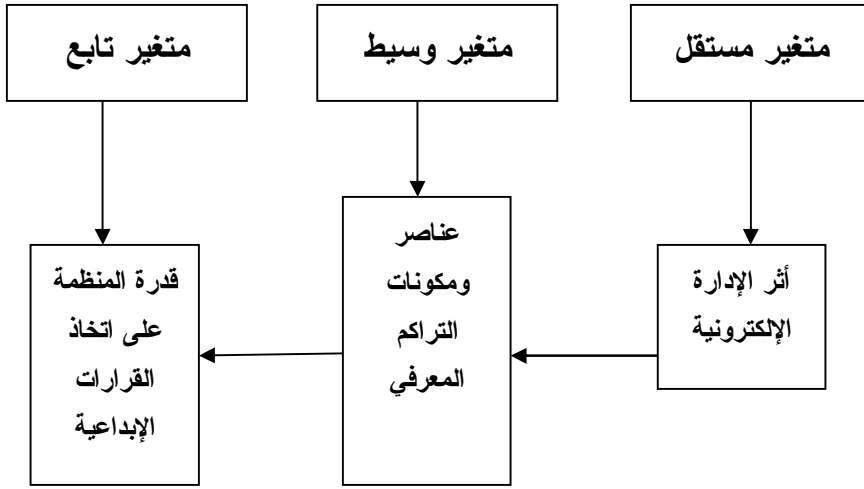 متغير مستقل
متغير وسيط
متغير تابع
أثر الإدارة
الإلكترونية
عناصر
ومكونات
التراكم
المعرفي
قدرة المنظمة
على اتخاذ
القرارات
الإبداعية